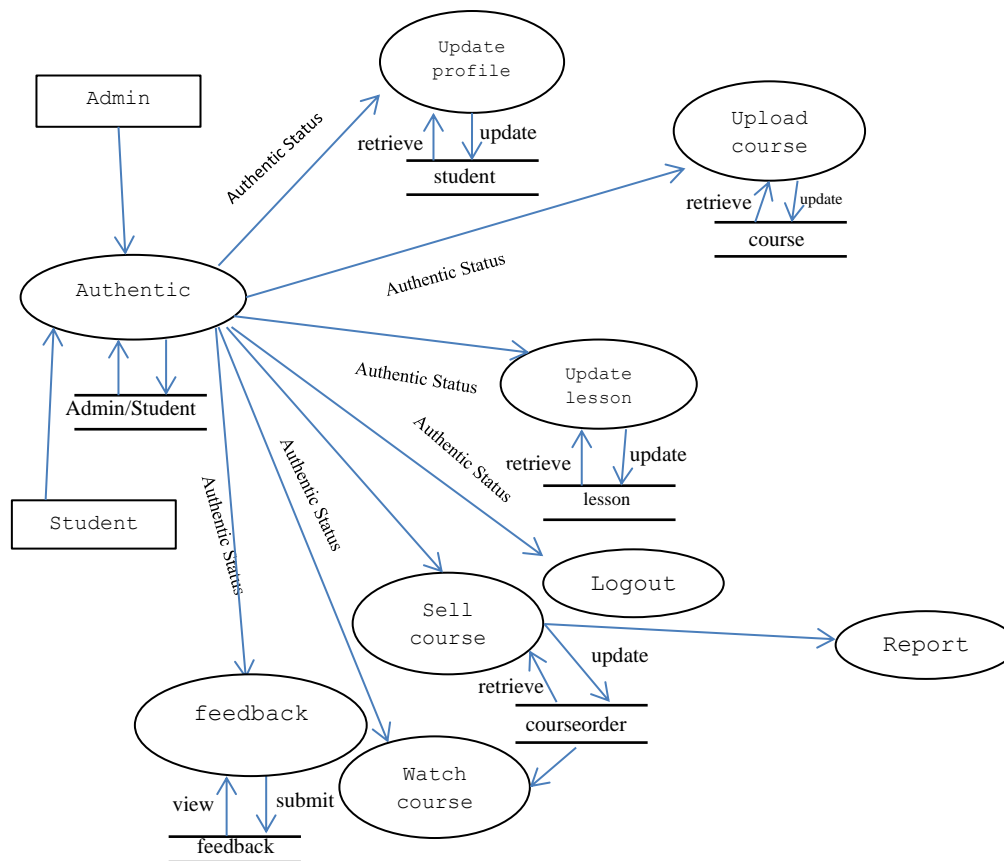 Update
profile
Admin
Upload
course
Authentic Status
retrieve
update
student
retrieve
update
course
Authentic Status
Authentic
Authentic Status
Update
lesson
Admin/Student
Authentic Status
retrieve
update
lesson
Authentic Status
Authentic Status
Student
Logout
Sell
course
Report
update
retrieve
courseorder
feedback
Watch
course
view
submit
feedback